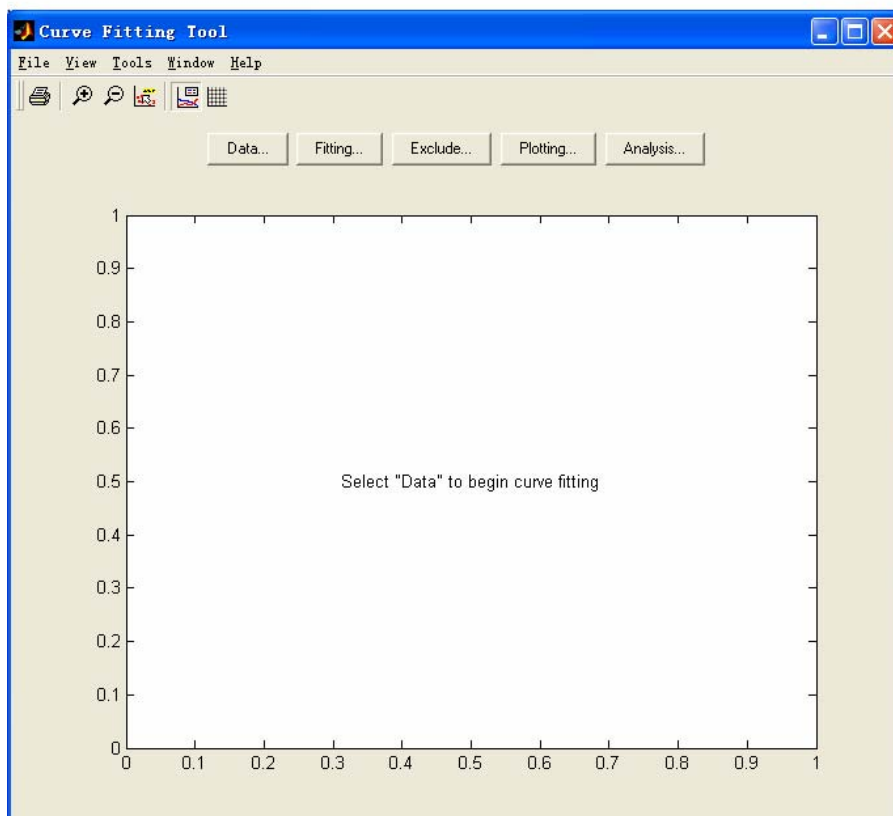 Curve Fitting Tool
File View Tools Window Help
Data... Fitting... Exclude... Plotting... Analysis...
1
0.9
0.8
0.7
0.6
0.5
Select "Data" to begin curve fitting
0.4
0.3
0.2
0.1
0
0 0.1 0.2 0.3 0.4 0.5 0.6 0.7 0.8 0.9 1